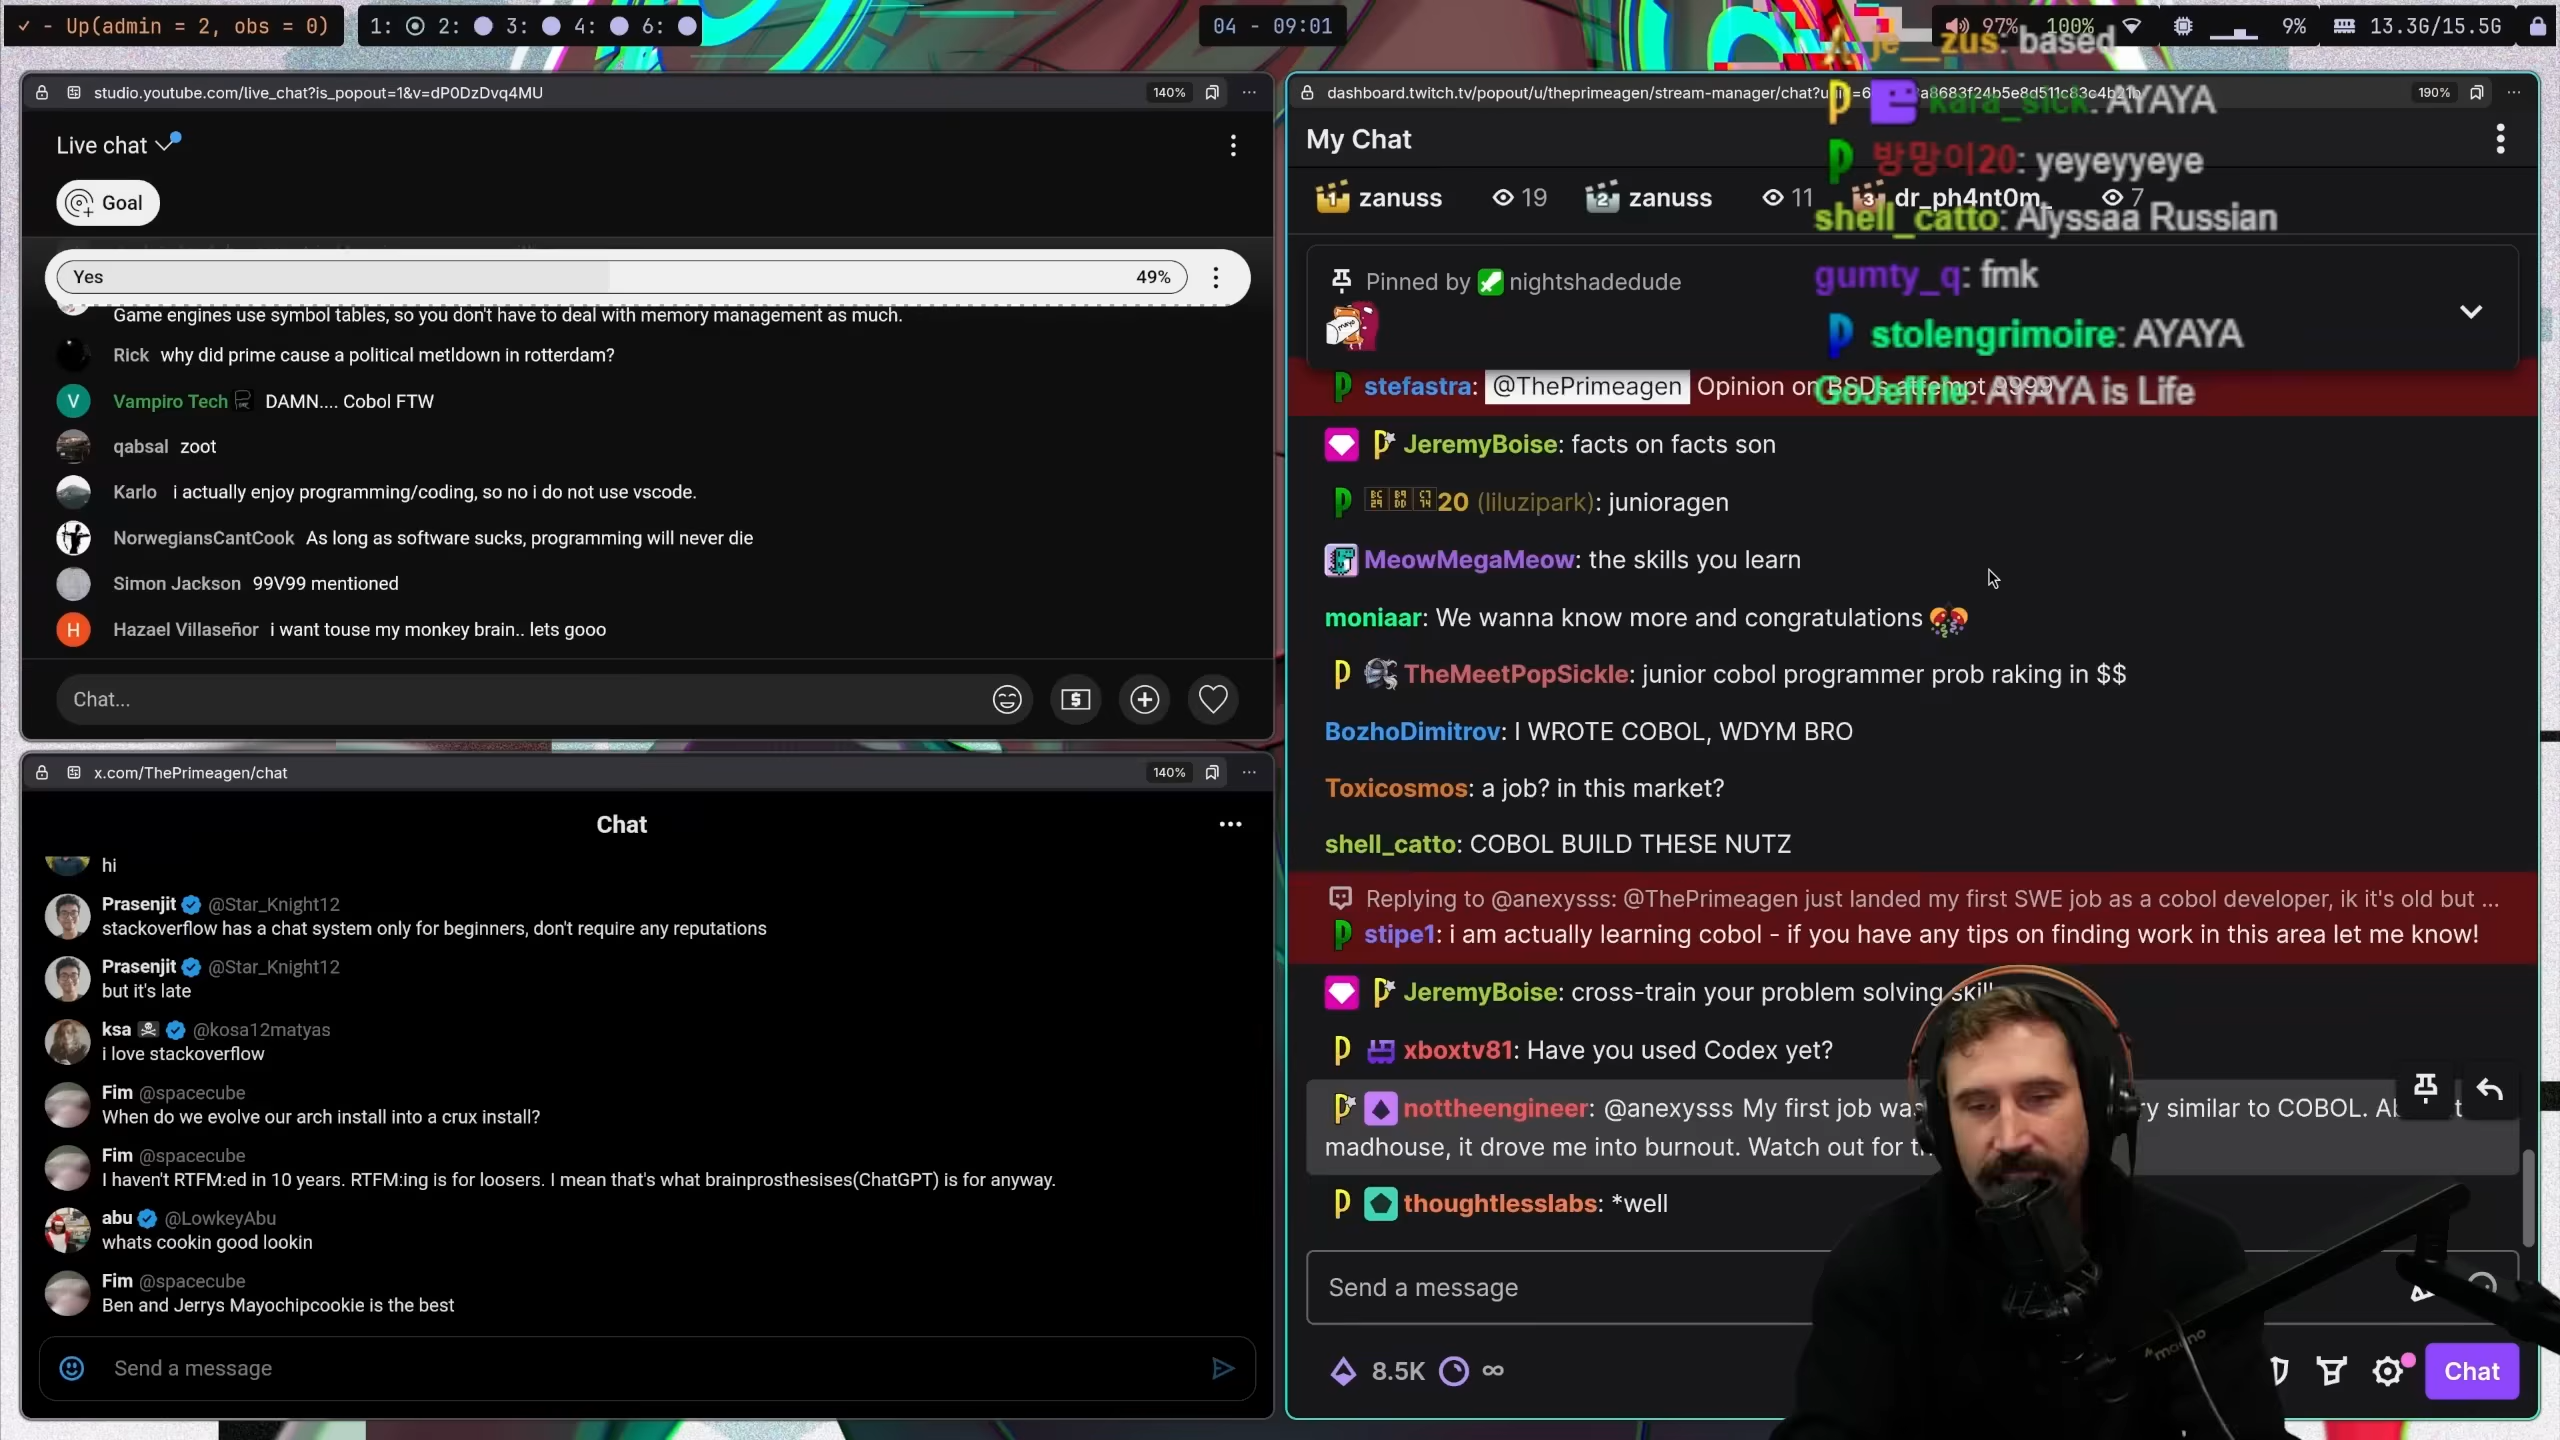 ✓ - Up(admin = 2, obs = 0)
1: 2: 3: 4: 6:
04 - 09:01
97% 100% 9% 13.3G/15.5G
studio.youtube.com/live_chat?is_popout=1&v=dP0DzDvq4MU
140%
Live chat
Goal
Yes 49%
Game engines use symbol tables, so you don't have to deal with memory management as much.
Rick why did prime cause a political metldown in rotterdam?
V Vampiro Tech DAMN.... Cobol FTW
qabsal zoot
Karlo i actually enjoy programming/coding, so no i do not use vscode.
NorwegiansCantCook As long as software sucks, programming will never die
Simon Jackson 99V99 mentioned
H Hazael Villaseñor i want touse my monkey brain.. lets gooo
Chat...
x.com/ThePrimeagen/chat
140%
Chat
hi
Prasenjit @Star_Knight12
stackoverflow has a chat system only for beginners, don't require any reputations
Prasenjit @Star_Knight12
but it's late
ksa @kosa12matyas
i love stackoverflow
Fim @spacecube
When do we evolve our arch install into a crux install?
Fim @spacecube
I haven't RTFM:ed in 10 years. RTFM:ing is for loosers. I mean that's what brainprosthesises(ChatGPT) is for anyway.
abu @LowkeyAbu
whats cookin good lookin
Fim @spacecube
Ben and Jerrys Mayochipcookie is the best
Send a message
dashboard.twitch.tv/popout/u/theprimeagen/stream-manager/chat?
190%
My Chat
1 zanuss 19 2 zanuss 11 3 dr_ph4nt0m_ 7
Pinned by nightshadedude
je__zus: based
kara_sick: AYAYA
방망이20: yeyeyyeye
shell_catto: Alyssaa Russian
gumty_q: fmk
stolengrimoire: AYAYA
AYAYA is Life
stefastra: @ThePrimeagen Opinion on BSDs attempt 9999
JeremyBoise: facts on facts son
20 (liluzipark): junioragen
MeowMegaMeow: the skills you learn
moniaar: We wanna know more and congratulations
TheMeetPopSickle: junior cobol programmer prob raking in $$
BozhoDimitrov: I WROTE COBOL, WDYM BRO
Toxicosmos: a job? in this market?
shell_catto: COBOL BUILD THESE NUTZ
Replying to @anexysss: @ThePrimeagen just landed my first SWE job as a cobol developer, ik it's old but ...
stipe1: i am actually learning cobol - if you have any tips on finding work in this area let me know!
JeremyBoise: cross-train your problem solving skill
xboxtv81: Have you used Codex yet?
nottheengineer: @anexysss My first job was similar to COBOL.
madhouse, it drove me into burnout. Watch out for
thoughtlesslabs: *well
Send a message
8.5K ∞
Chat